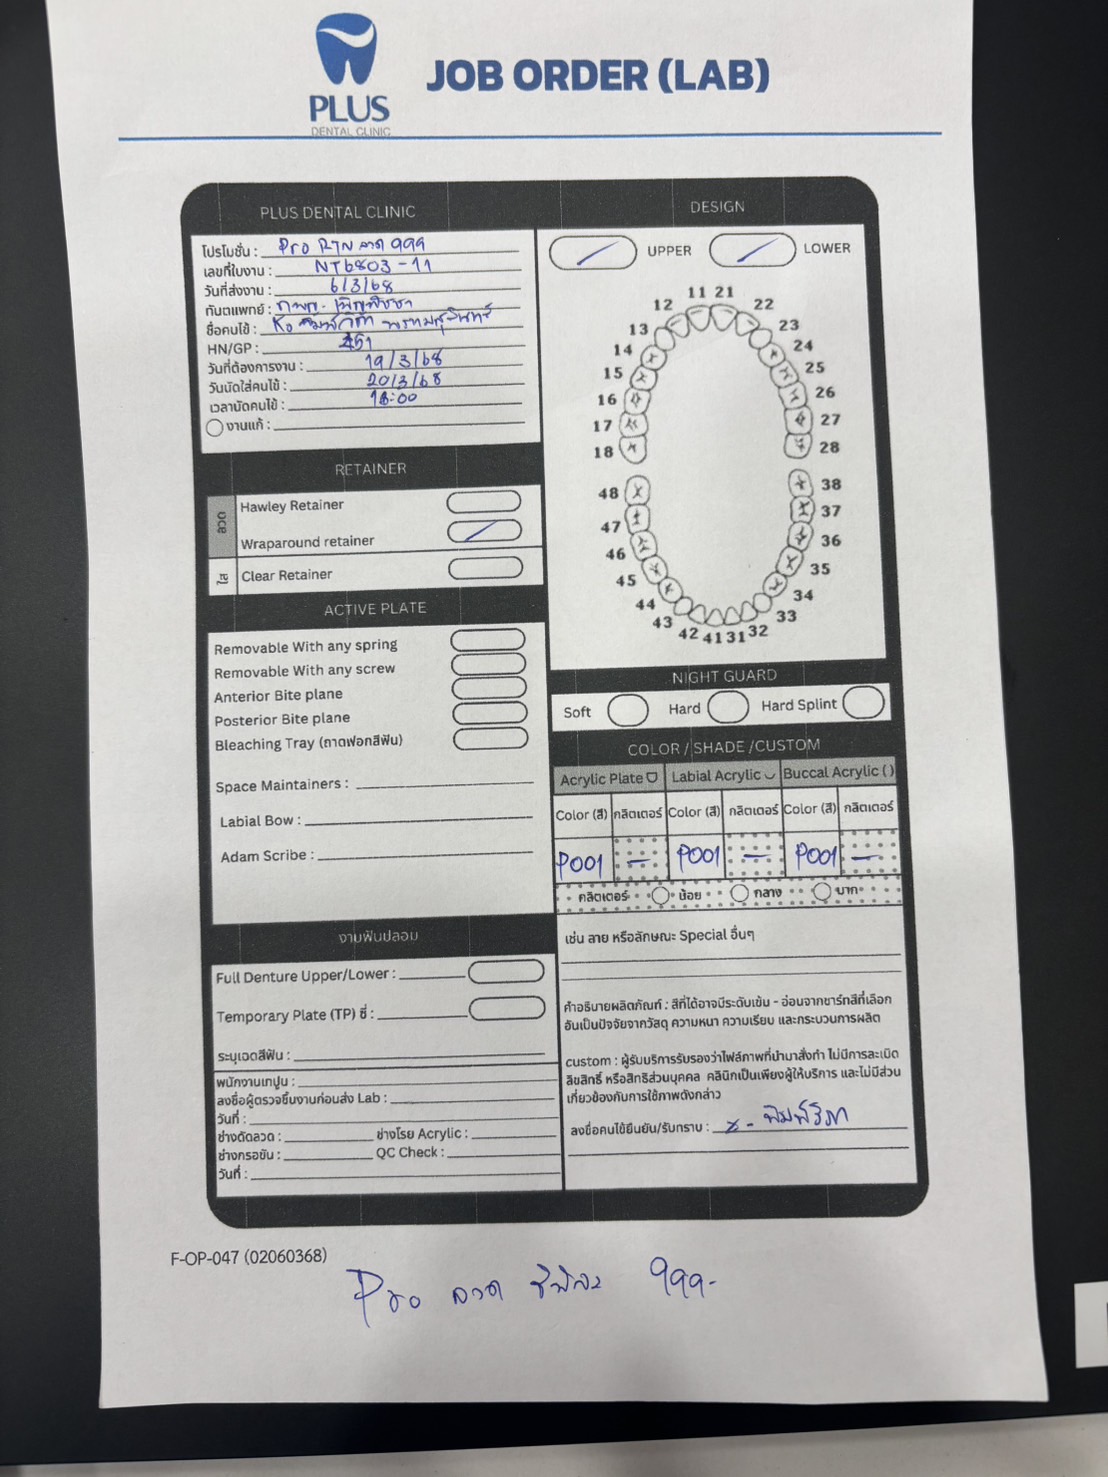 PLUS
DENTAL CLINIC
JOB ORDER (LAB)
PLUS DENTAL CLINIC
โปรโมชั่น : Pro RTN ลวด 999
เลขที่ใบงาน : NT6803-11
วันที่ส่งงาน : 6/3/68
ทันตแพทย์ : ทพญ.
ชื่อคนไข้ :
HN/GP : 451
วันที่ต้องการงาน : 19/3/68
วันนัดใส่คนไข้ : 20/3/68
เวลานัดคนไข้ : 18:00
งานแก้ :
RETAINER
ลวด
Hawley Retainer
Wraparound retainer
ใส
Clear Retainer
ACTIVE PLATE
Removable With any spring
Removable With any screw
Anterior Bite plane
Posterior Bite plane
Bleaching Tray (ถาดฟอกสีฟัน)
Space Maintainers :
Labial Bow :
Adam Scribe :
งานฟันปลอม
Full Denture Upper/Lower :
Temporary Plate (TP) ซี่ :
ระบุเฉดสีฟัน :
พนักงานเทปูน :
ลงชื่อผู้ตรวจชิ้นงานก่อนส่ง Lab :
วันที่ :
ช่างดัดลวด : ช่างโรย Acrylic :
ช่างกรอขัน : QC Check :
วันที่ :
DESIGN
UPPER LOWER
11 21
12 22
13 23
14 24
15 25
16 26
17 27
18 28
48 38
47 37
46 36
45 35
44 34
43 33
42 41 31 32
NIGHT GUARD
Soft Hard Hard Splint
COLOR / SHADE /CUSTOM
Acrylic Plate Labial Acrylic Buccal Acrylic ( )
Color (สี) กลิตเตอร์ Color (สี) กลิตเตอร์ Color (สี) กลิตเตอร์
P001 — P001 — P001 —
กลิตเตอร์ น้อย กลาง มาก
เช่น ลาย หรือลักษณะ Special อื่นๆ
คำอธิบายผลิตภัณฑ์ : สีที่ได้อาจมีระดับเข้ม - อ่อนจากชาร์ทสีที่เลือก
อันเป็นปัจจัยจากวัสดุ ความหนา ความเรียบ และกระบวนการผลิต
custom : ผู้รับบริการรับรองว่าไฟล์ภาพที่นำมาสั่งทำ ไม่มีการละเมิด
ลิขสิทธิ์ หรือสิทธิส่วนบุคคล คลินิกเป็นเพียงผู้ให้บริการ และไม่มีส่วน
เกี่ยวข้องกับการใช้ภาพดังกล่าว
ลงชื่อคนไข้ยืนยัน/รับทราบ :
F-OP-047 (02060368)
Pro ลวด ชิ้นละ 999-